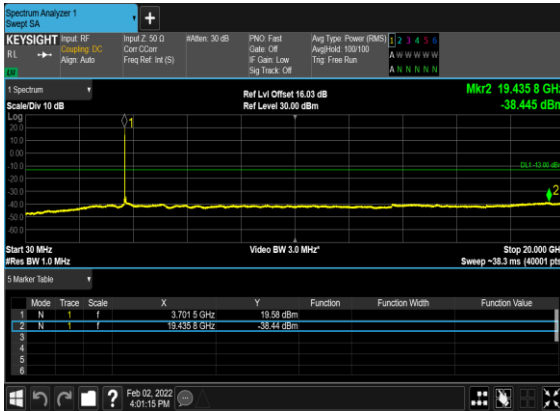 Spectrum Analyzer 1
Swept SA
KEYSIGHT Input: RF Input Z: 50 Ω #Atten: 30 dB PNO: Fast Avg Type: Power (RMS) 1 2 3 4 5 6
RL Coupling: DC Corr CCorr Gate: Off Avg|Hold: 100/100 A W W W W W
Align: Auto Freq Ref: Int (S) IF Gain: Low Trig: Free Run
LW Sig Track: Off A N N N N N
1 Spectrum Ref Lvl Offset 16.03 dB Mkr2 19.435 8 GHz
Scale/Div 10 dB Ref Level 30.00 dBm -38.445 dBm
Log
1
20.0
10.0
0.00
-10.0
DL1 -13.00 dBm
-20.0
-30.0
2
-40.0
-50.0
-60.0
Start 30 MHz Video BW 3.0 MHz* Stop 20.000 GHz
#Res BW 1.0 MHz Sweep ~38.3 ms (40001 pts)
5 Marker Table
Mode Trace Scale X Y Function Function Width Function Value
1 N 1 f 3.701 5 GHz 19.58 dBm
2 N 1 f 19.435 8 GHz -38.44 dBm
3
4
5
6
? Feb 02, 2022
4:01:15 PM